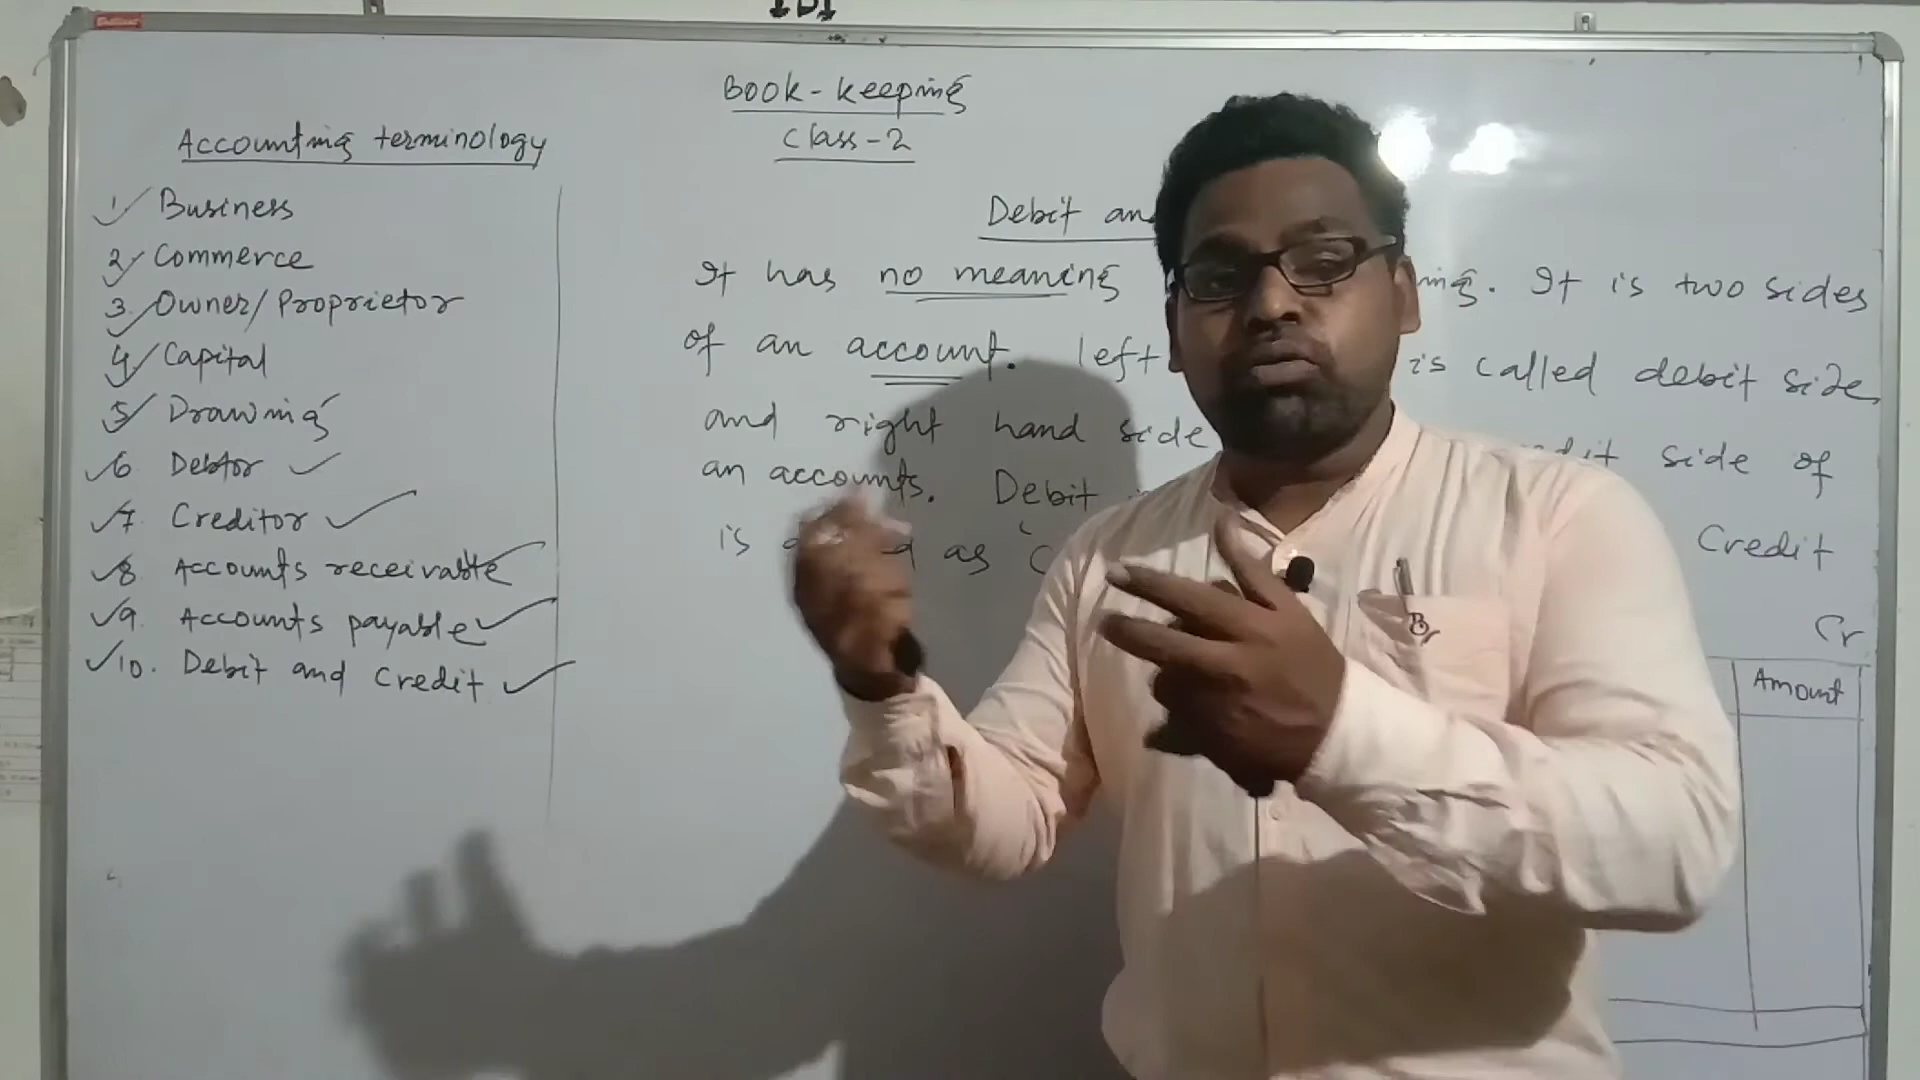 Brilliant
Book-keeping
Class-2
Accounting terminology
1 Business
2 Commerce
3. Owner/Proprietor
4 Capital
5 Drawing
6 Debtor
7. Creditor
8 Accounts receivable
9. Accounts payable
10. Debit and Credit
Debit
It has no meaning . It is two sides
of an account. left is called debit side,
and right hand side side of
an accounts. Debit
is as Credit
Cr
Amount